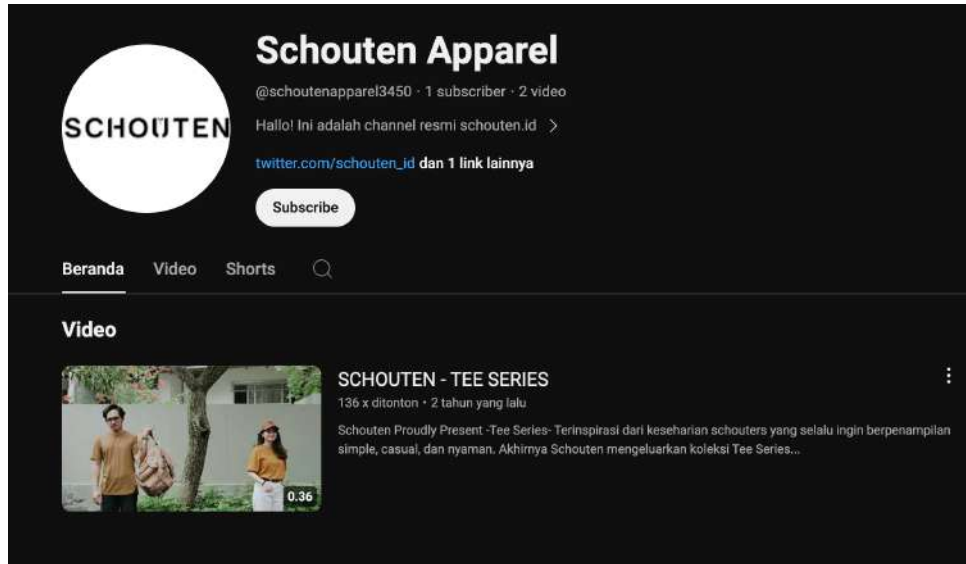 Schouten Apparel
@schoutenapparel3450 · 1 subscriber · 2 video
SCHOUTEN
Hallo! Ini adalah channel resmi schouten.id >
twitter.com/schouten_id dan 1 link lainnya
Subscribe
Beranda Video Shorts
Video
SCHOUTEN - TEE SERIES
136 x ditonton • 2 tahun yang lalu
Schouten Proudly Present -Tee Series- Terinspirasi dari keseharian schouters yang selalu ingin berpenampilan
simple, casual, dan nyaman. Akhirnya Schouten mengeluarkan koleksi Tee Series...
0.36